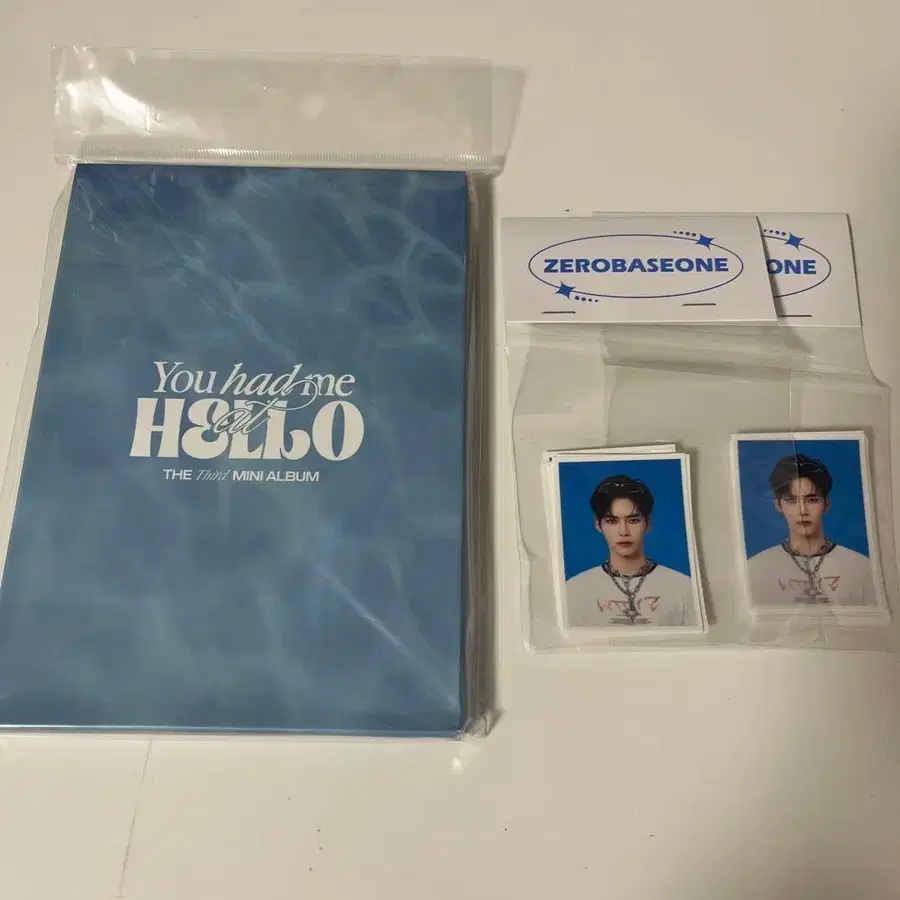 You had me
at
HELLO
THE Third MINI ALBUM
ZEROBASEONE
ONE